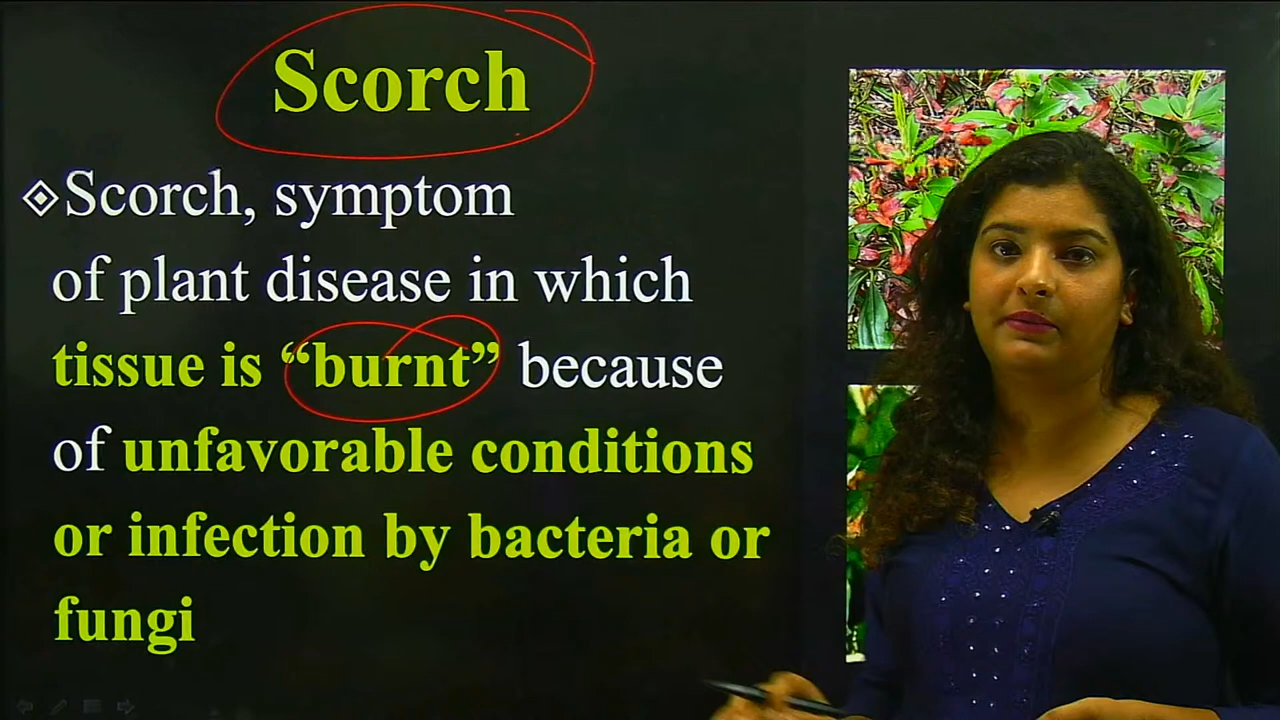 Scorch
Scorch, symptom
of plant disease in which
tissue is “burnt” because
of unfavorable conditions
or infection by bacteria or
fungi